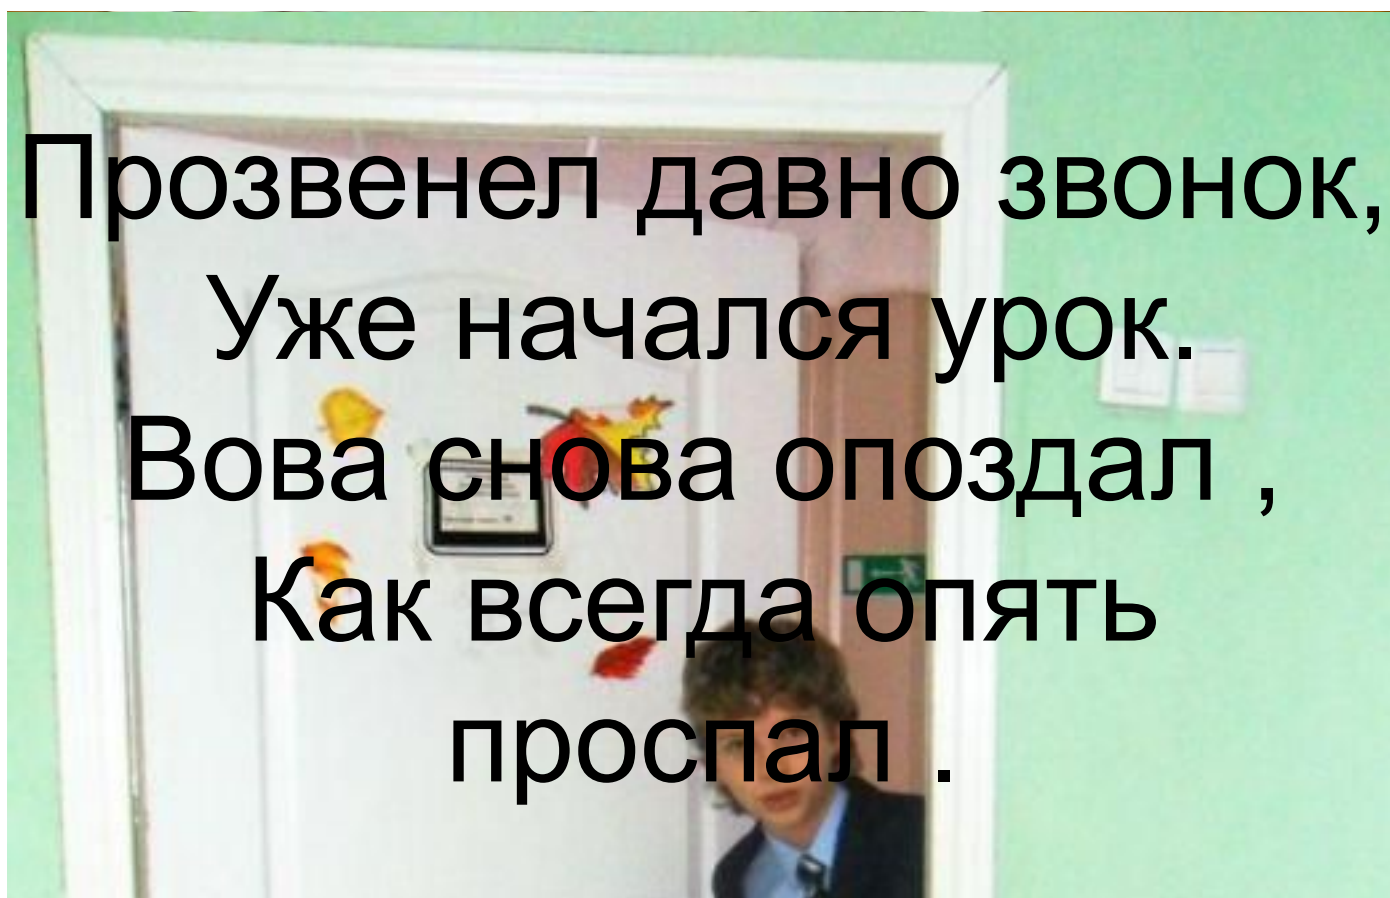 Прозвенел давно звонок,
Уже начался урок.
Вова снова опоздал ,
Как всегда опять
проспал .